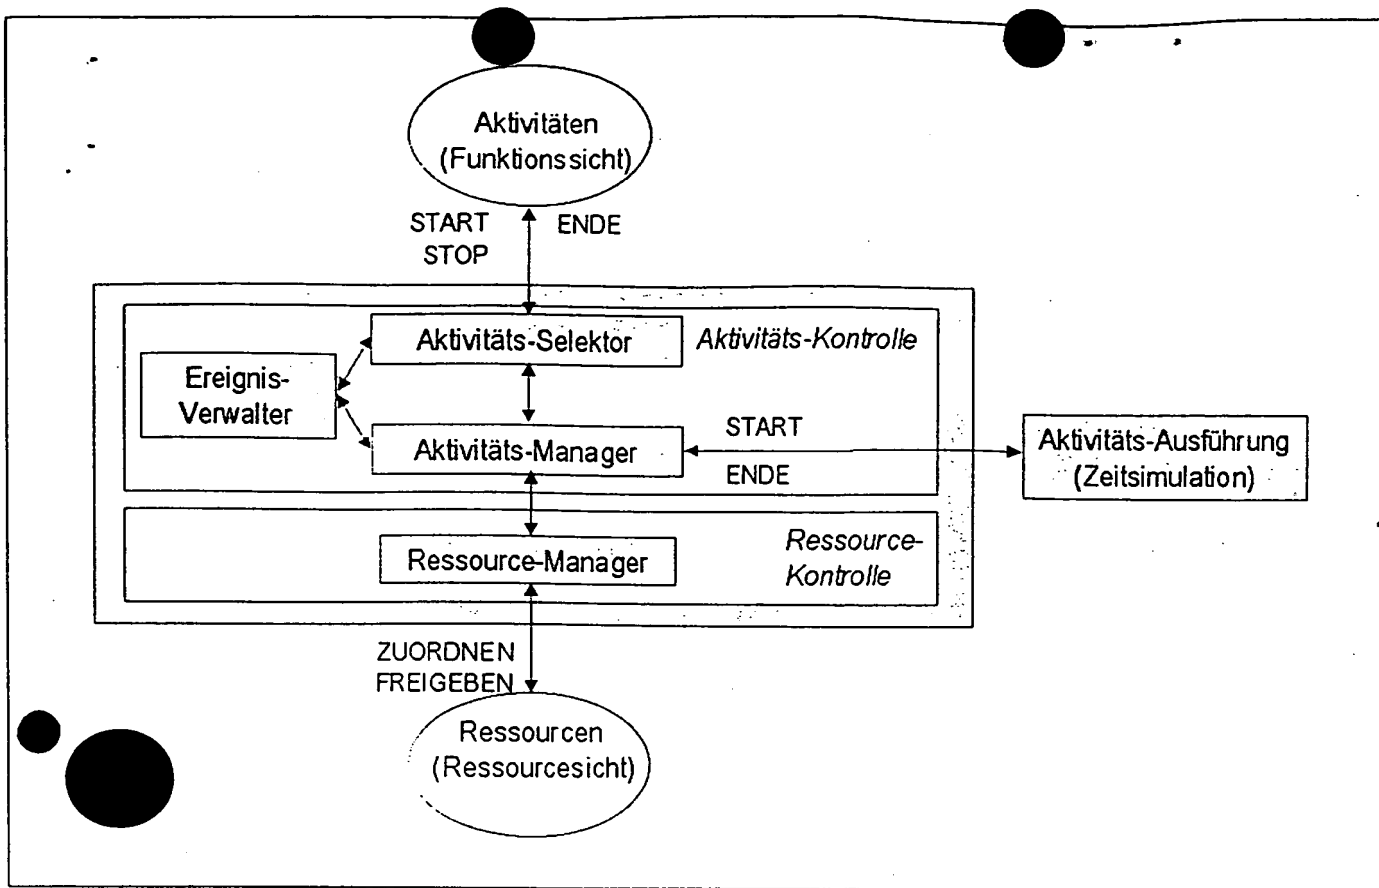 Aktivitäten
(Funktionssicht)
START
STOP
ENDE
Aktivitäts-Selektor
Aktivitäts-Kontrolle
Ereignis-
Verwalter
Aktivitäts-Manager
START
ENDE
Aktivitäts-Ausführung
(Zeitsimulation)
Ressource-Manager
Ressource-
Kontrolle
ZUORDNEN
FREIGEBEN
Ressourcen
(Ressourcesicht)